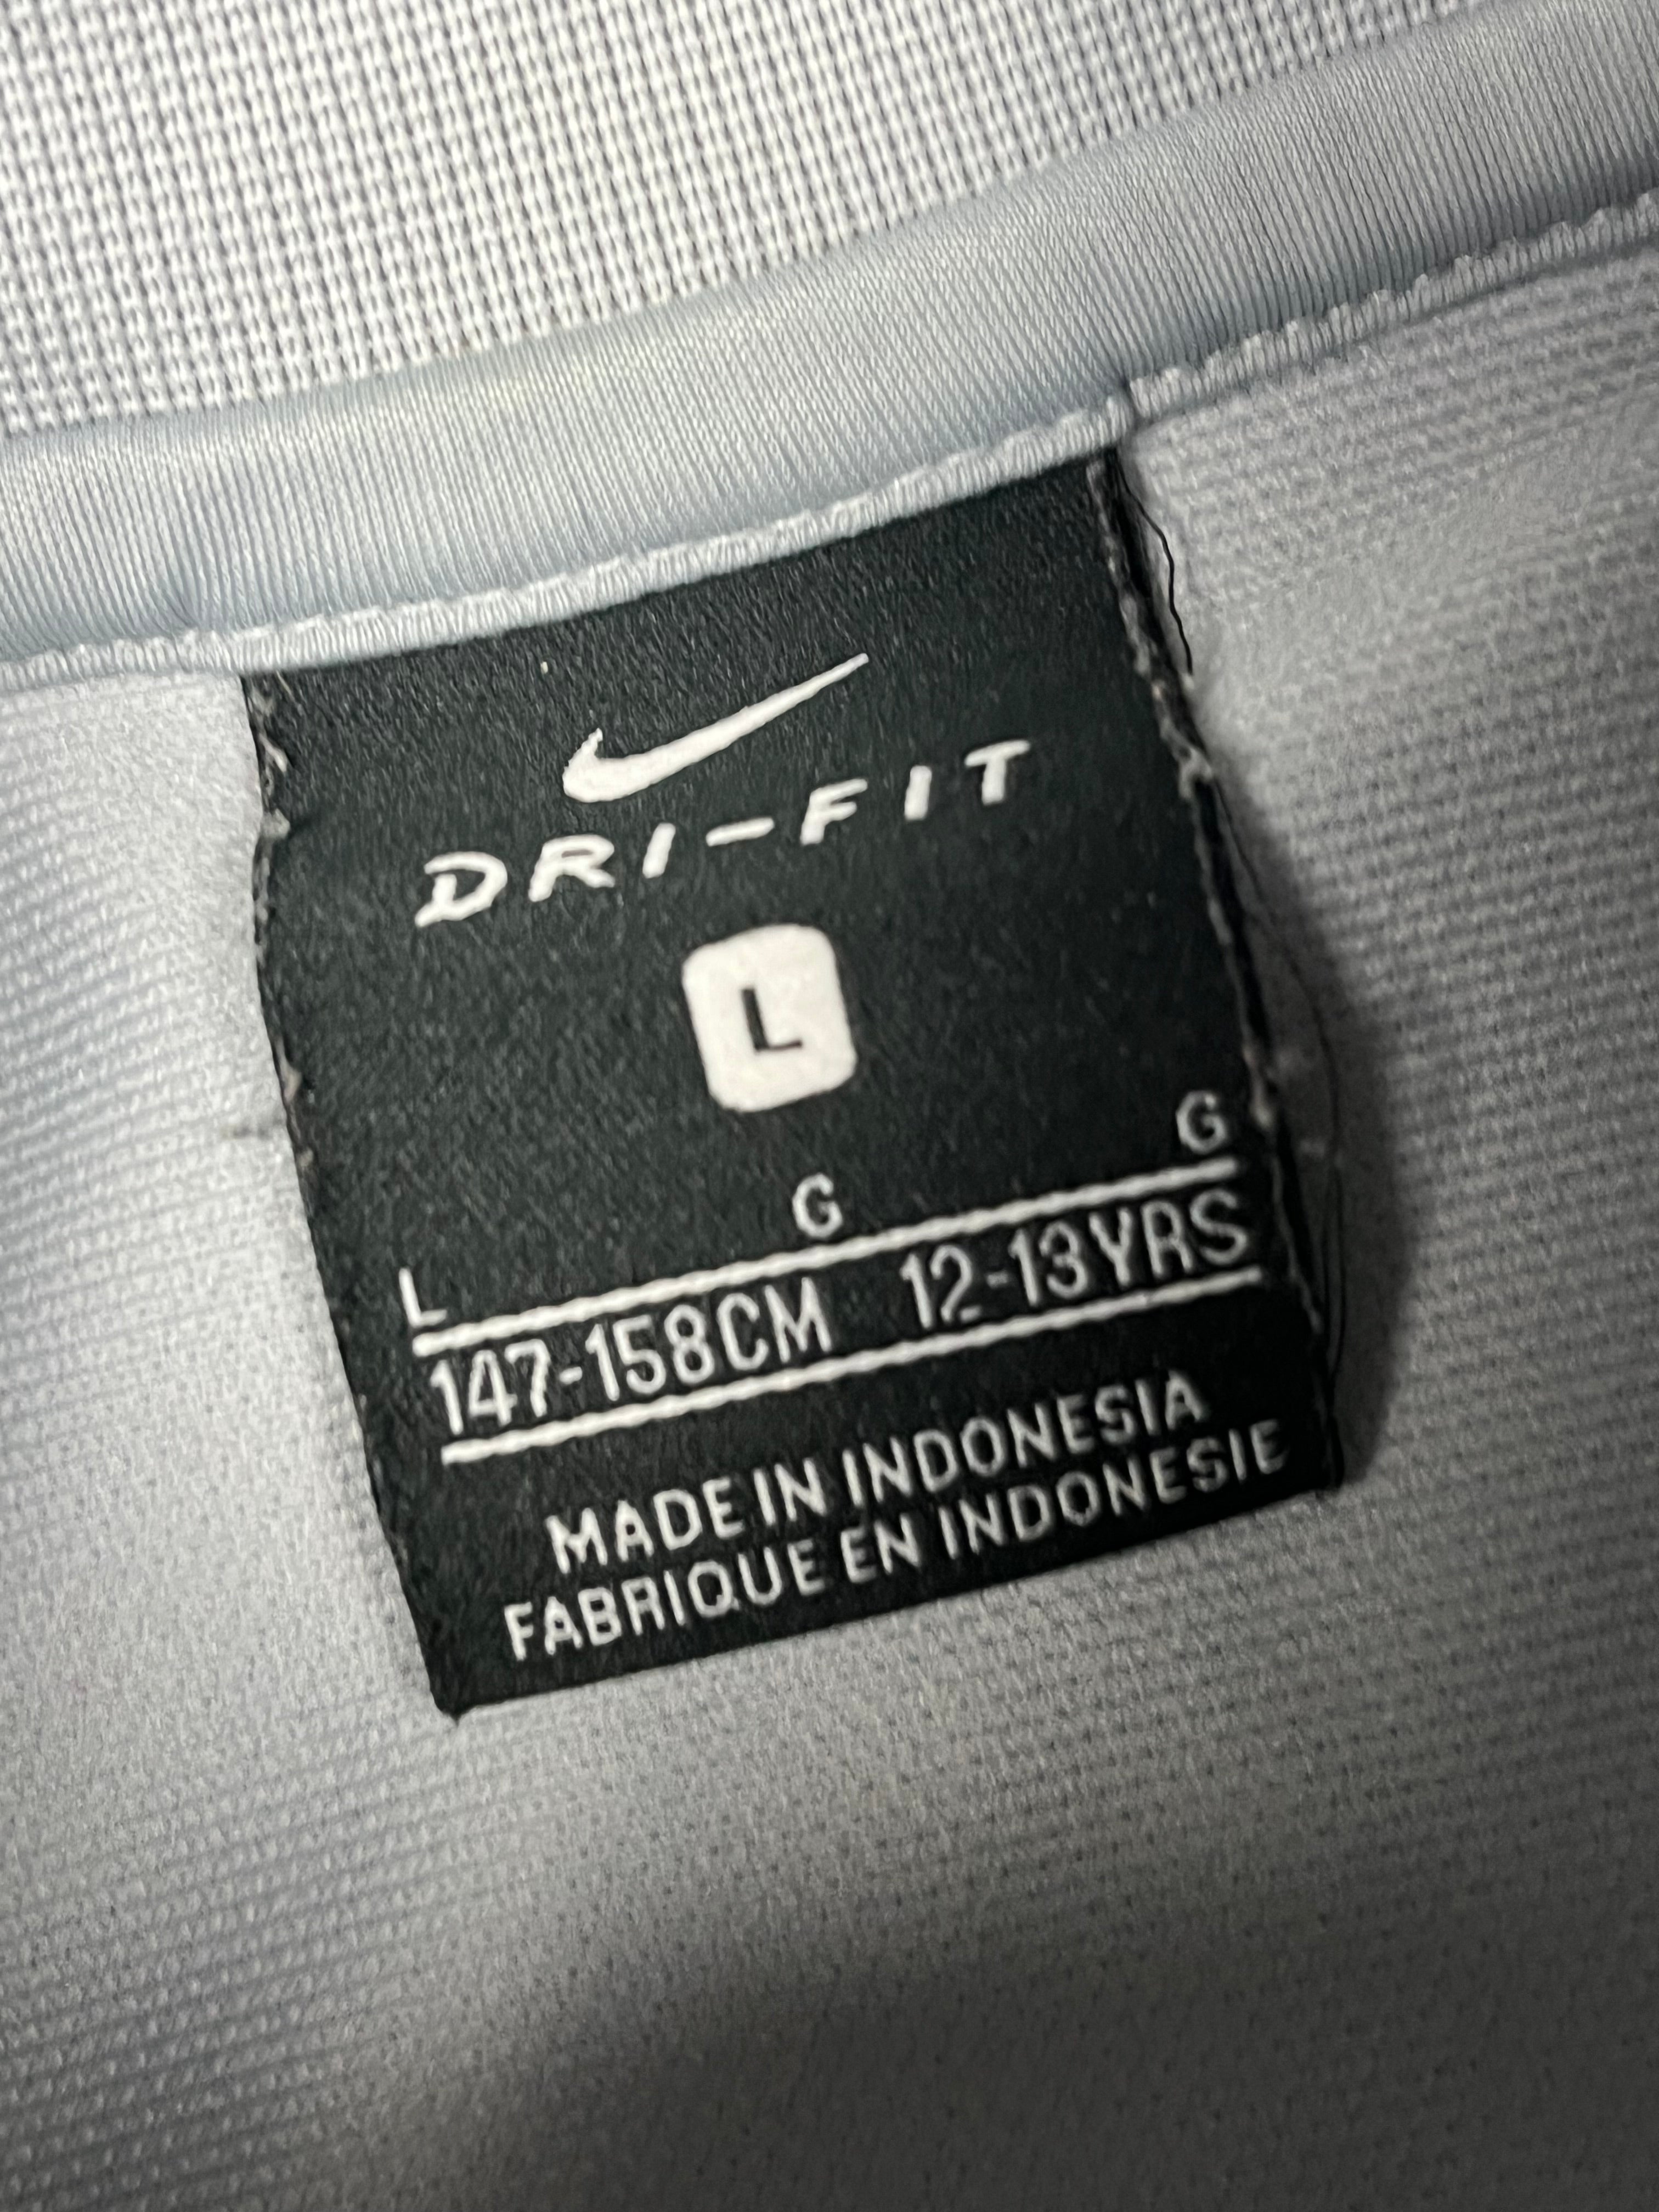 DRI-FIT
L
L G G
147-158CM 12-13YRS
MADE IN INDONESIA
FABRIQUE EN INDONESIE